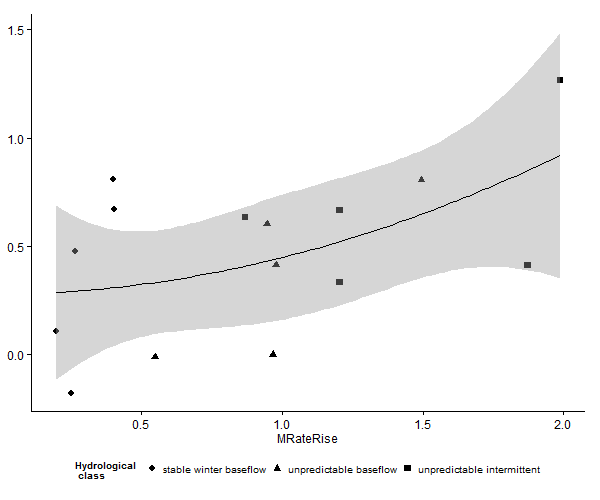 1.5
1.0
0.5
0.0
0.5 1.0 1.5 2.0
MRateRise
Hydrological
class
stable winter baseflow unpredictable baseflow unpredictable intermittent